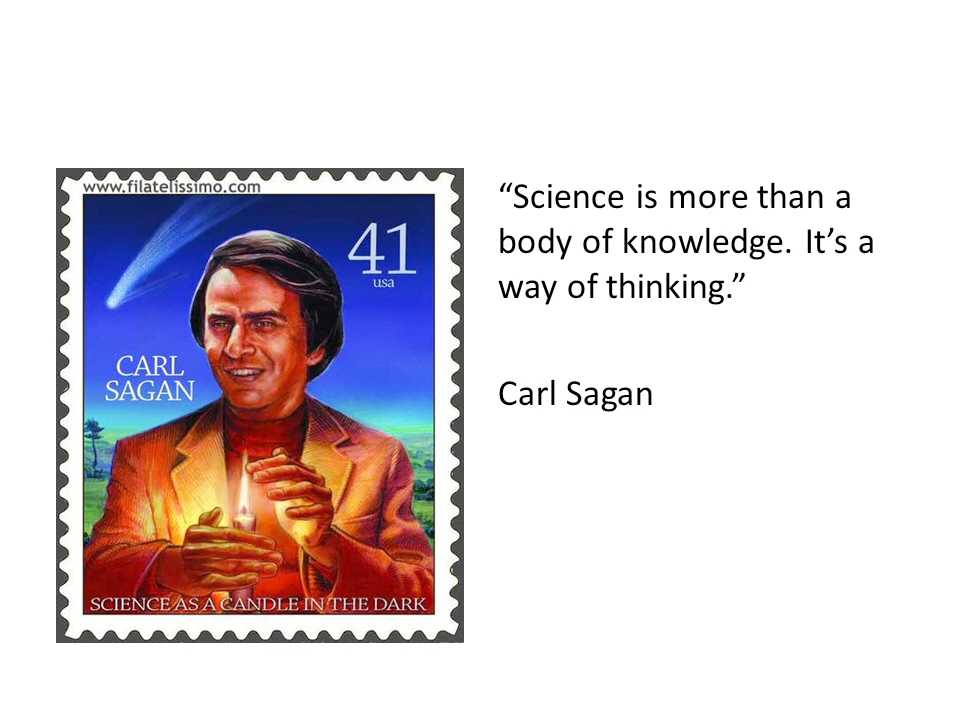 www.filatelissimo.com
41
usa
CARL
SAGAN
SCIENCE AS A CANDLE IN THE DARK
“Science is more than a
body of knowledge. It’s a
way of thinking.”
Carl Sagan